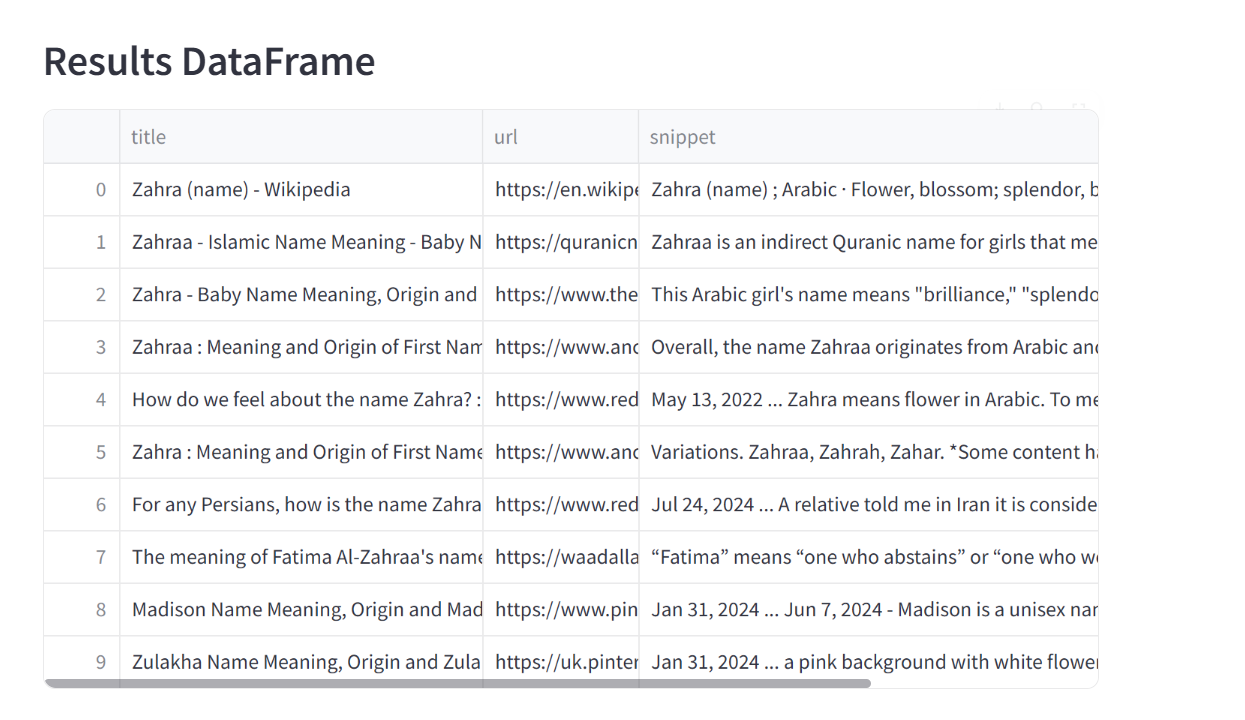 Results DataFrame
title url snippet
0 Zahra (name) - Wikipedia https://en.wikipe Zahra (name) ; Arabic · Flower, blossom; splendor, b
1 Zahraa - Islamic Name Meaning - Baby N https://quranicn Zahraa is an indirect Quranic name for girls that me
2 Zahra - Baby Name Meaning, Origin and https://www.the This Arabic girl's name means "brilliance," "splendo
3 Zahraa : Meaning and Origin of First Nam https://www.anc Overall, the name Zahraa originates from Arabic and
4 How do we feel about the name Zahra? : https://www.red May 13, 2022 ... Zahra means flower in Arabic. To me
5 Zahra : Meaning and Origin of First Name https://www.anc Variations. Zahraa, Zahrah, Zahar. *Some content ha
6 For any Persians, how is the name Zahra https://www.red Jul 24, 2024 ... A relative told me in Iran it is conside
7 The meaning of Fatima Al-Zahraa's name https://waadalla “Fatima” means “one who abstains” or “one who we
8 Madison Name Meaning, Origin and Mad https://www.pin Jan 31, 2024 ... Jun 7, 2024 - Madison is a unisex nar
9 Zulakha Name Meaning, Origin and Zula https://uk.pinter Jan 31, 2024 ... a pink background with white flower